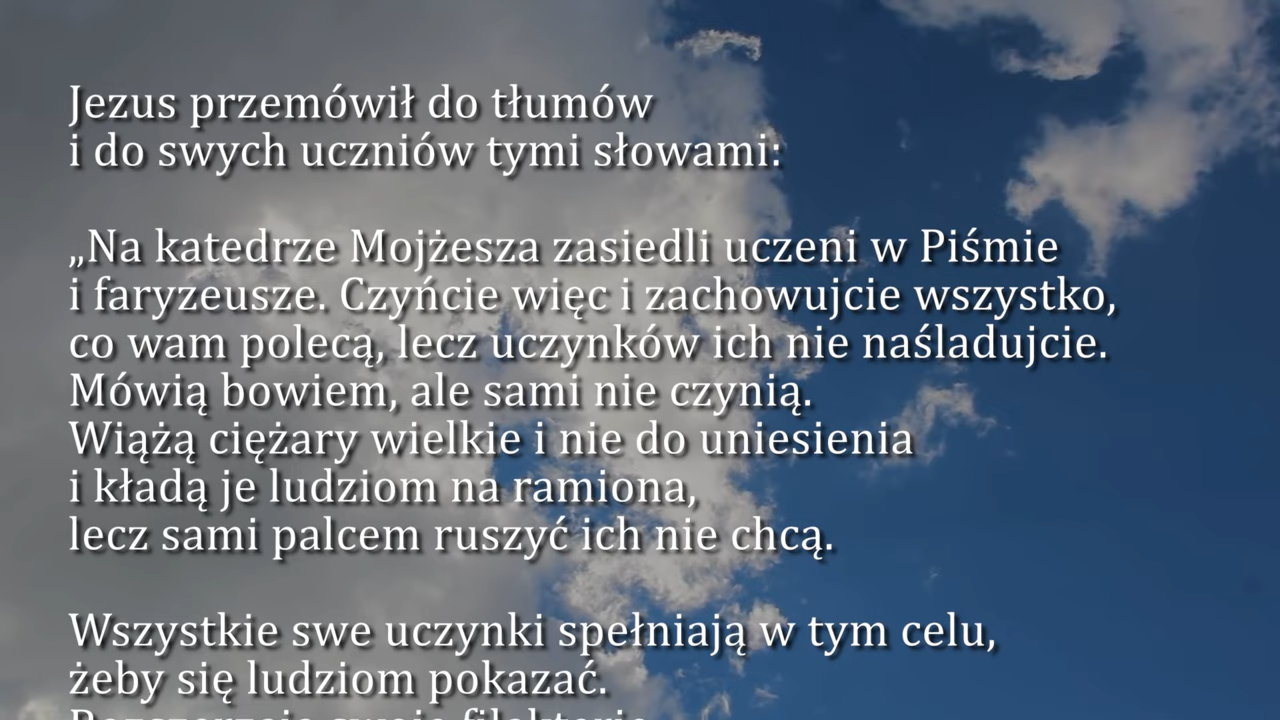 Jezus przemówił do tłumów
i do swych uczniów tymi słowami:
„Na katedrze Mojżesza zasiedli uczeni w Piśmie
i faryzeusze. Czyńcie więc i zachowujcie wszystko,
co wam polecą, lecz uczynków ich nie naśladujcie.
Mówią bowiem, ale sami nie czynią.
Wiążą ciężary wielkie i nie do uniesienia
i kładą je ludziom na ramiona,
lecz sami palcem ruszyć ich nie chcą.
Wszystkie swe uczynki spełniają w tym celu,
żeby się ludziom pokazać.